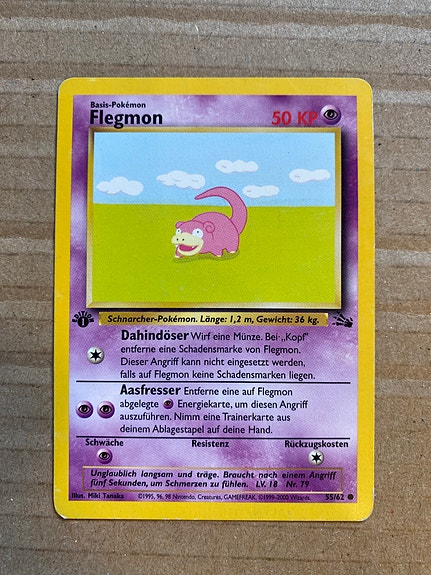 Basis-Pokémon
Flegmon 50 KP
Schnarcher-Pokémon. Länge: 1,2 m, Gewicht: 36 kg.
Dahindöser Wirf eine Münze. Bei „Kopf"
entferne eine Schadensmarke von Flegmon.
Dieser Angriff kann nicht eingesetzt werden,
falls auf Flegmon keine Schadensmarken liegen.
Aasfresser Entferne eine auf Flegmon
abgelegte Energiekarte, um diesen Angriff
auszuführen. Nimm eine Trainerkarte aus
deinem Ablagestapel auf deine Hand.
Schwäche Resistenz Rückzugskosten
Unglaublich langsam und träge. Braucht nach einem Angriff
fünf Sekunden, um Schmerzen zu fühlen. LV. 18 Nr. 79
Illus. Miki Tanaka ©1995, 96, 98 Nintendo, Creatures, GAMEFREAK. ©1999-2000 Wizards. 55/62